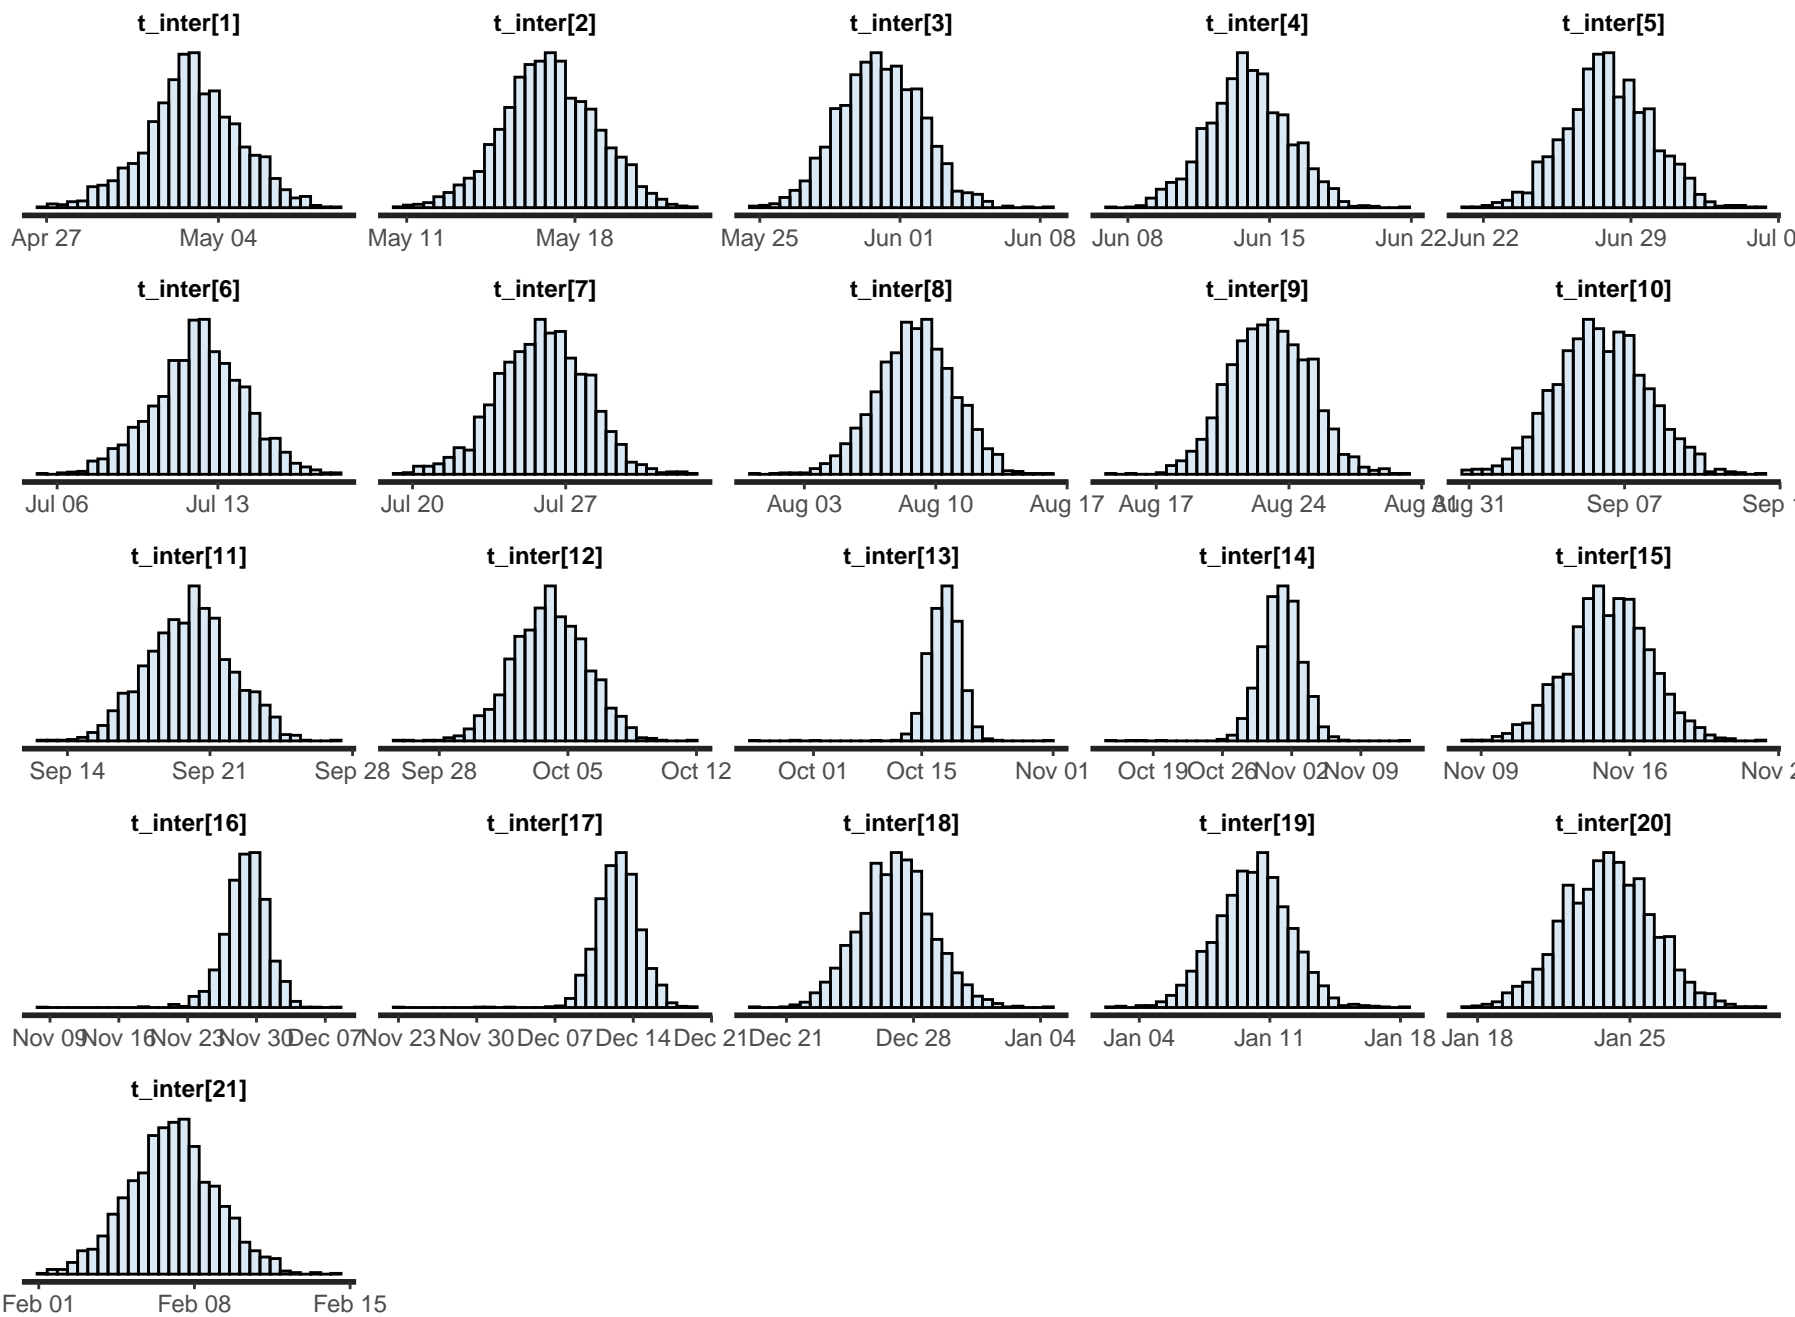 t_inter[1] t_inter[2] t_inter[3] t_inter[4] t_inter[5]
Apr 27 May 04 May 11 May 18 May 25 Jun 01 Jun 08 Jun 08 Jun 15 Jun 22 Jun 22 Jun 29 Jul 0
t_inter[6] t_inter[7] t_inter[8] t_inter[9] t_inter[10]
Jul 06 Jul 13 Jul 20 Jul 27 Aug 03 Aug 10 Aug 17 Aug 17 Aug 24 Aug 31 Aug 31 Sep 07 Sep
t_inter[11] t_inter[12] t_inter[13] t_inter[14] t_inter[15]
Sep 14 Sep 21 Sep 28 Sep 28 Oct 05 Oct 12 Oct 01 Oct 15 Nov 01 Oct 19 Oct 26 Nov 02 Nov 09 Nov 09 Nov 16 Nov 2
t_inter[16] t_inter[17] t_inter[18] t_inter[19] t_inter[20]
Nov 09 Nov 16 Nov 23 Nov 30 Dec 07 Nov 23 Nov 30 Dec 07 Dec 14 Dec 21 Dec 21 Dec 28 Jan 04 Jan 04 Jan 11 Jan 18 Jan 18 Jan 25
t_inter[21]
Feb 01 Feb 08 Feb 15